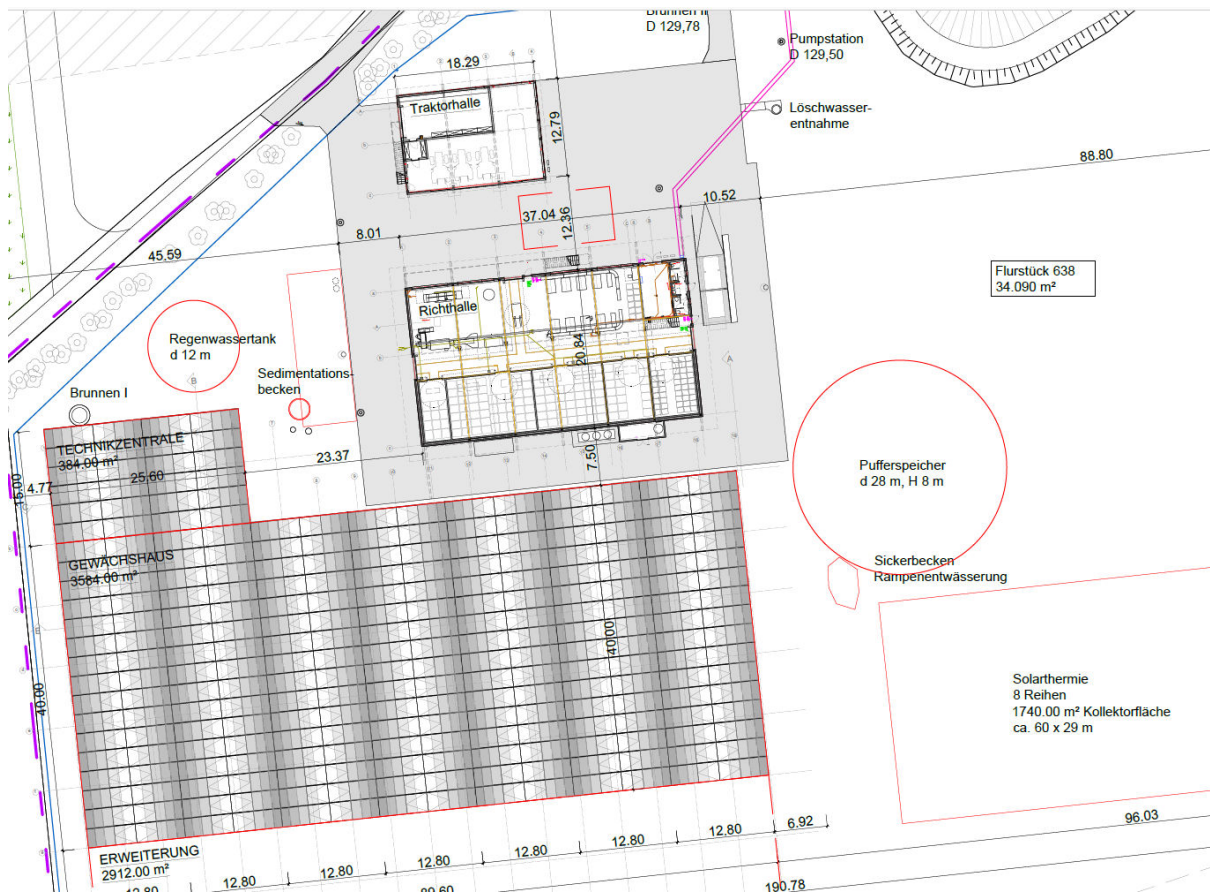 Brunnen II
D 129,78
Pumpstation
D 129,50
18.29
Traktorhalle
Löschwasser-
entnahme
12.79
88.80
10.52
37.04
12.36
8.01
45,59
Flurstück 638
34.090 m²
Richthalle
Regenwassertank
d 12 m
20.84
Sedimentations-
becken
B
A
Brunnen I
TECHNIKZENTRALE
384.00 m²
25,60
23.37
7.50
15.00
4.77
Pufferspeicher
d 28 m, H 8 m
GEWÄCHSHAUS
3584.00 m²
Sickerbecken
Rampenentwässerung
40.00
40.00
Solarthermie
8 Reihen
1740.00 m² Kollektorfläche
ca. 60 x 29 m
ERWEITERUNG
2912.00 m²
12.80
12.80
12.80
12.80
12.80
12.80
12.80
6.92
96.03
89.60
190.78